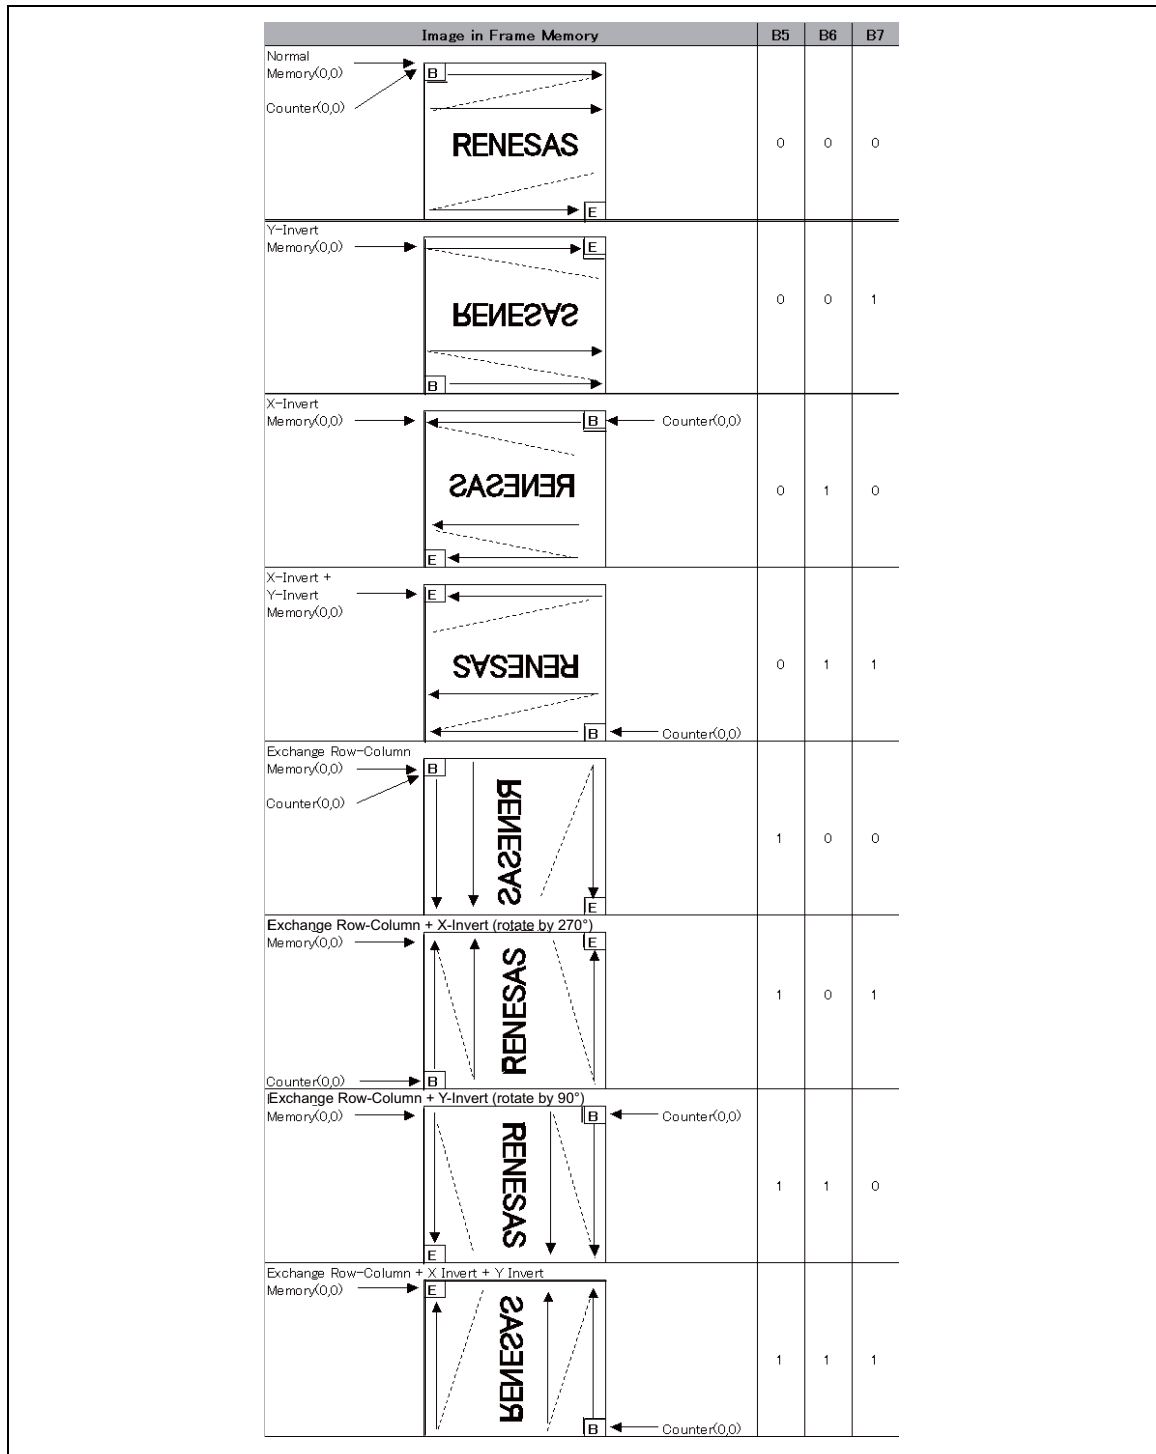 Image in Frame Memory B5 B6 B7
Normal
Memory(0,0)
B
Counter(0,0)
RENESAS
0 0 0
E
Y-Invert
Memory(0,0)
E
RENESAS
0 0 1
B
X-Invert
Memory(0,0)
B
Counter(0,0)
RENESAS
0 1 0
E
X-Invert +
Y-Invert
Memory(0,0)
E
RENESAS
0 1 1
B
Counter(0,0)
Exchange Row-Column
Memory(0,0)
B
Counter(0,0)
RENESAS
1 0 0
E
Exchange Row-Column + X-Invert (rotate by 270°)
Memory(0,0)
E
RENESAS
1 0 1
Counter(0,0)
B
Exchange Row-Column + Y-Invert (rotate by 90°)
Memory(0,0)
B
Counter(0,0)
RENESAS
1 1 0
E
Exchange Row-Column + X Invert + Y Invert
Memory(0,0)
E
RENESAS
1 1 1
B
Counter(0,0)